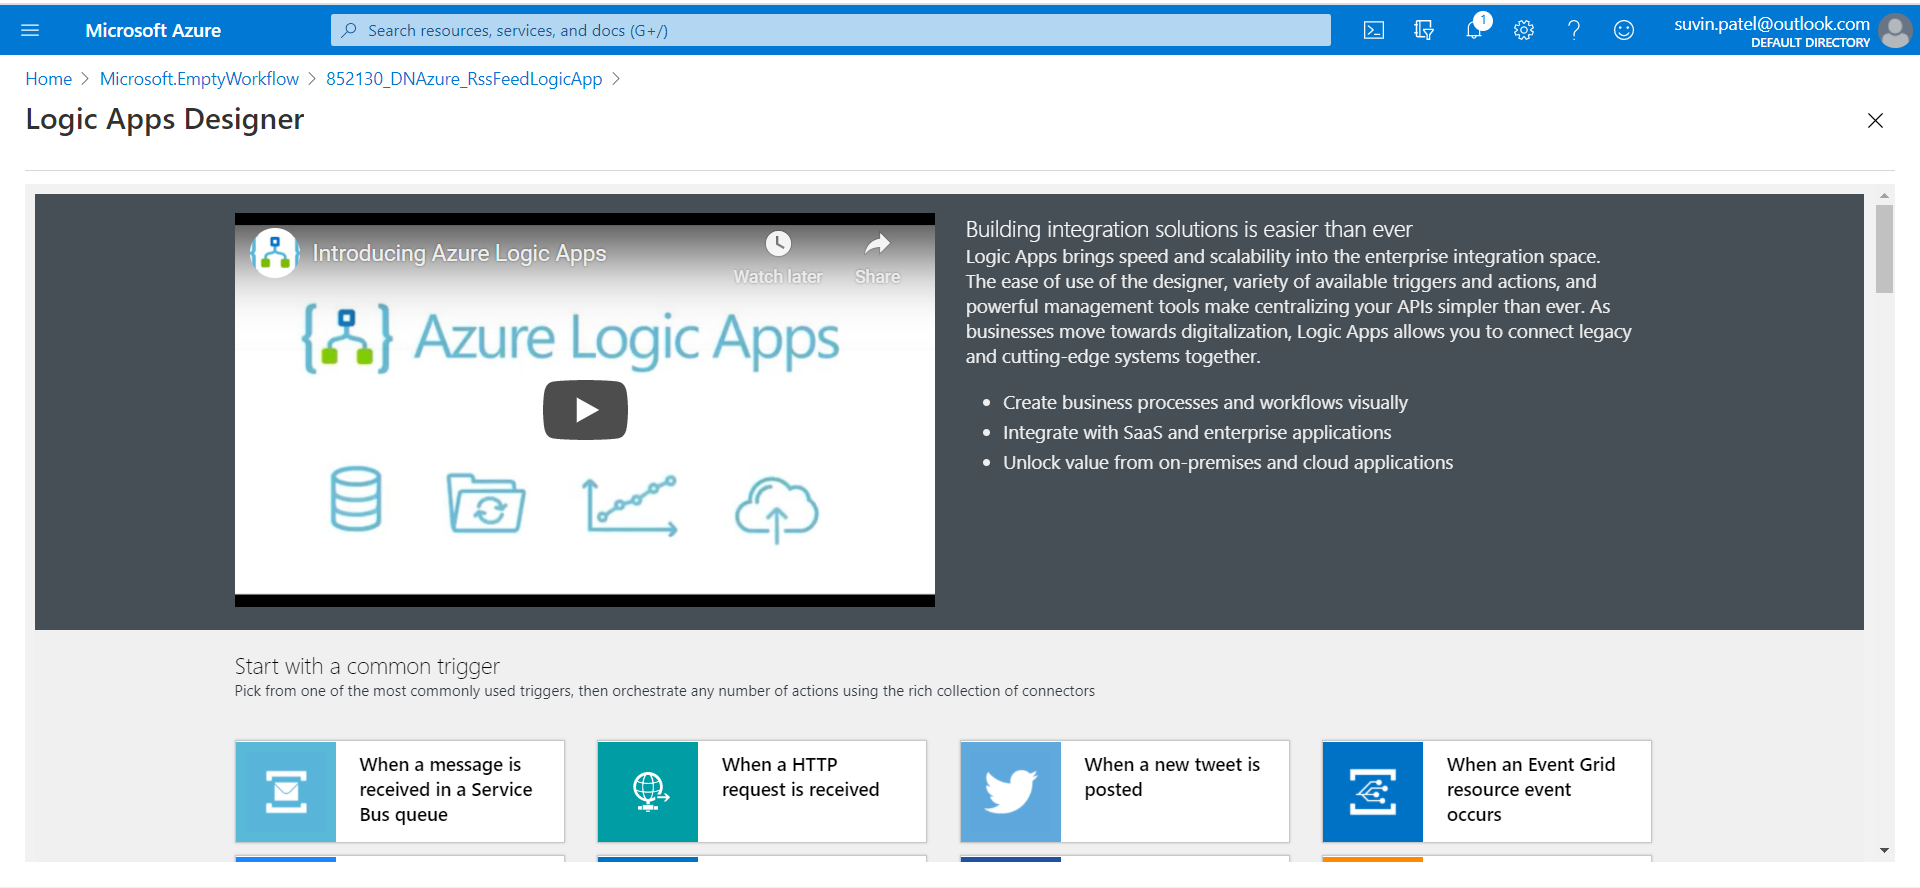 Microsoft Azure
Search resources, services, and docs (G+/)
1
suvin.patel@outlook.com
DEFAULT DIRECTORY
Home > Microsoft.EmptyWorkflow > 852130_DNAzure_RssFeedLogicApp >
Logic Apps Designer
Introducing Azure Logic Apps
Watch later
Share
Azure Logic Apps
Building integration solutions is easier than ever
Logic Apps brings speed and scalability into the enterprise integration space.
The ease of use of the designer, variety of available triggers and actions, and
powerful management tools make centralizing your APIs simpler than ever. As
businesses move towards digitalization, Logic Apps allows you to connect legacy
and cutting-edge systems together.
• Create business processes and workflows visually
• Integrate with SaaS and enterprise applications
• Unlock value from on-premises and cloud applications
Start with a common trigger
Pick from one of the most commonly used triggers, then orchestrate any number of actions using the rich collection of connectors
When a message is
received in a Service
Bus queue
When a HTTP
request is received
When a new tweet is
posted
When an Event Grid
resource event
occurs